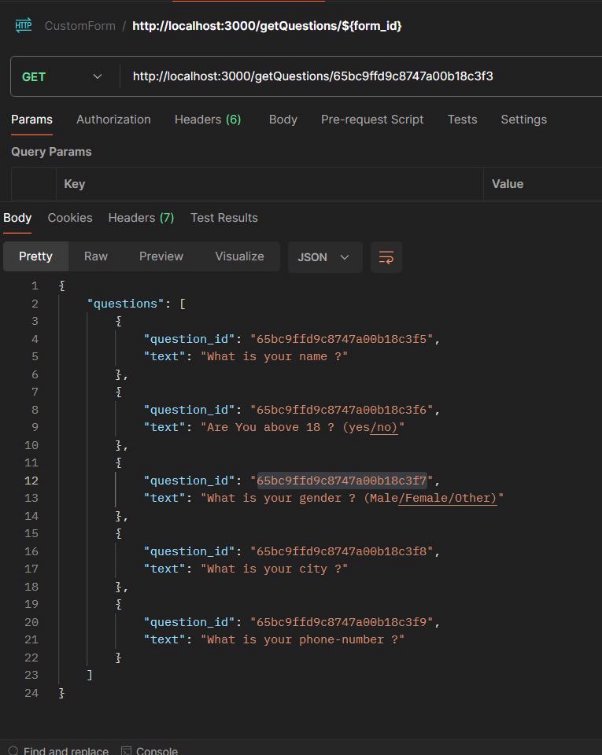 HTTP CustomForm / http://localhost:3000/getQuestions/${form_id}
GET http://localhost:3000/getQuestions/65bc9ffd9c8747a00b18c3f3
Params Authorization Headers (6) Body Pre-request Script Tests Settings
Query Params
Key Value
Body Cookies Headers (7) Test Results
Pretty Raw Preview Visualize JSON
1 {
2 "questions": [
3 {
4 "question_id": "65bc9ffd9c8747a00b18c3f5",
5 "text": "What is your name ?"
6 },
7 {
8 "question_id": "65bc9ffd9c8747a00b18c3f6",
9 "text": "Are You above 18 ? (yes/no)"
10 },
11 {
12 "question_id": "65bc9ffd9c8747a00b18c3f7",
13 "text": "What is your gender ? (Male/Female/Other)"
14 },
15 {
16 "question_id": "65bc9ffd9c8747a00b18c3f8",
17 "text": "What is your city ?"
18 },
19 {
20 "question_id": "65bc9ffd9c8747a00b18c3f9",
21 "text": "What is your phone-number ?"
22 }
23 ]
24 }
Find and replace Console